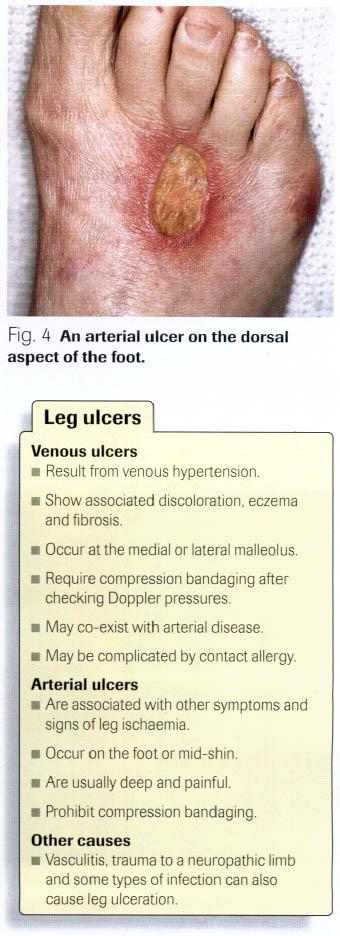 Fig. 4 An arterial ulcer on the dorsal
aspect of the foot.
Leg ulcers
Venous ulcers
■ Result from venous hypertension.
■ Show associated discoloration, eczema
and fibrosis.
■ Occur at the medial or lateral malleolus.
■ Require compression bandaging after
checking Doppler pressures.
■ May co-exist with arterial disease.
■ May be complicated by contact allergy.
Arterial ulcers
■ Are associated with other symptoms and
signs of leg ischaemia.
■ Occur on the foot or mid-shin.
■ Are usually deep and painful.
■ Prohibit compression bandaging.
Other causes
■ Vasculitis, trauma to a neuropathic limb
and some types of infection can also
cause leg ulceration.